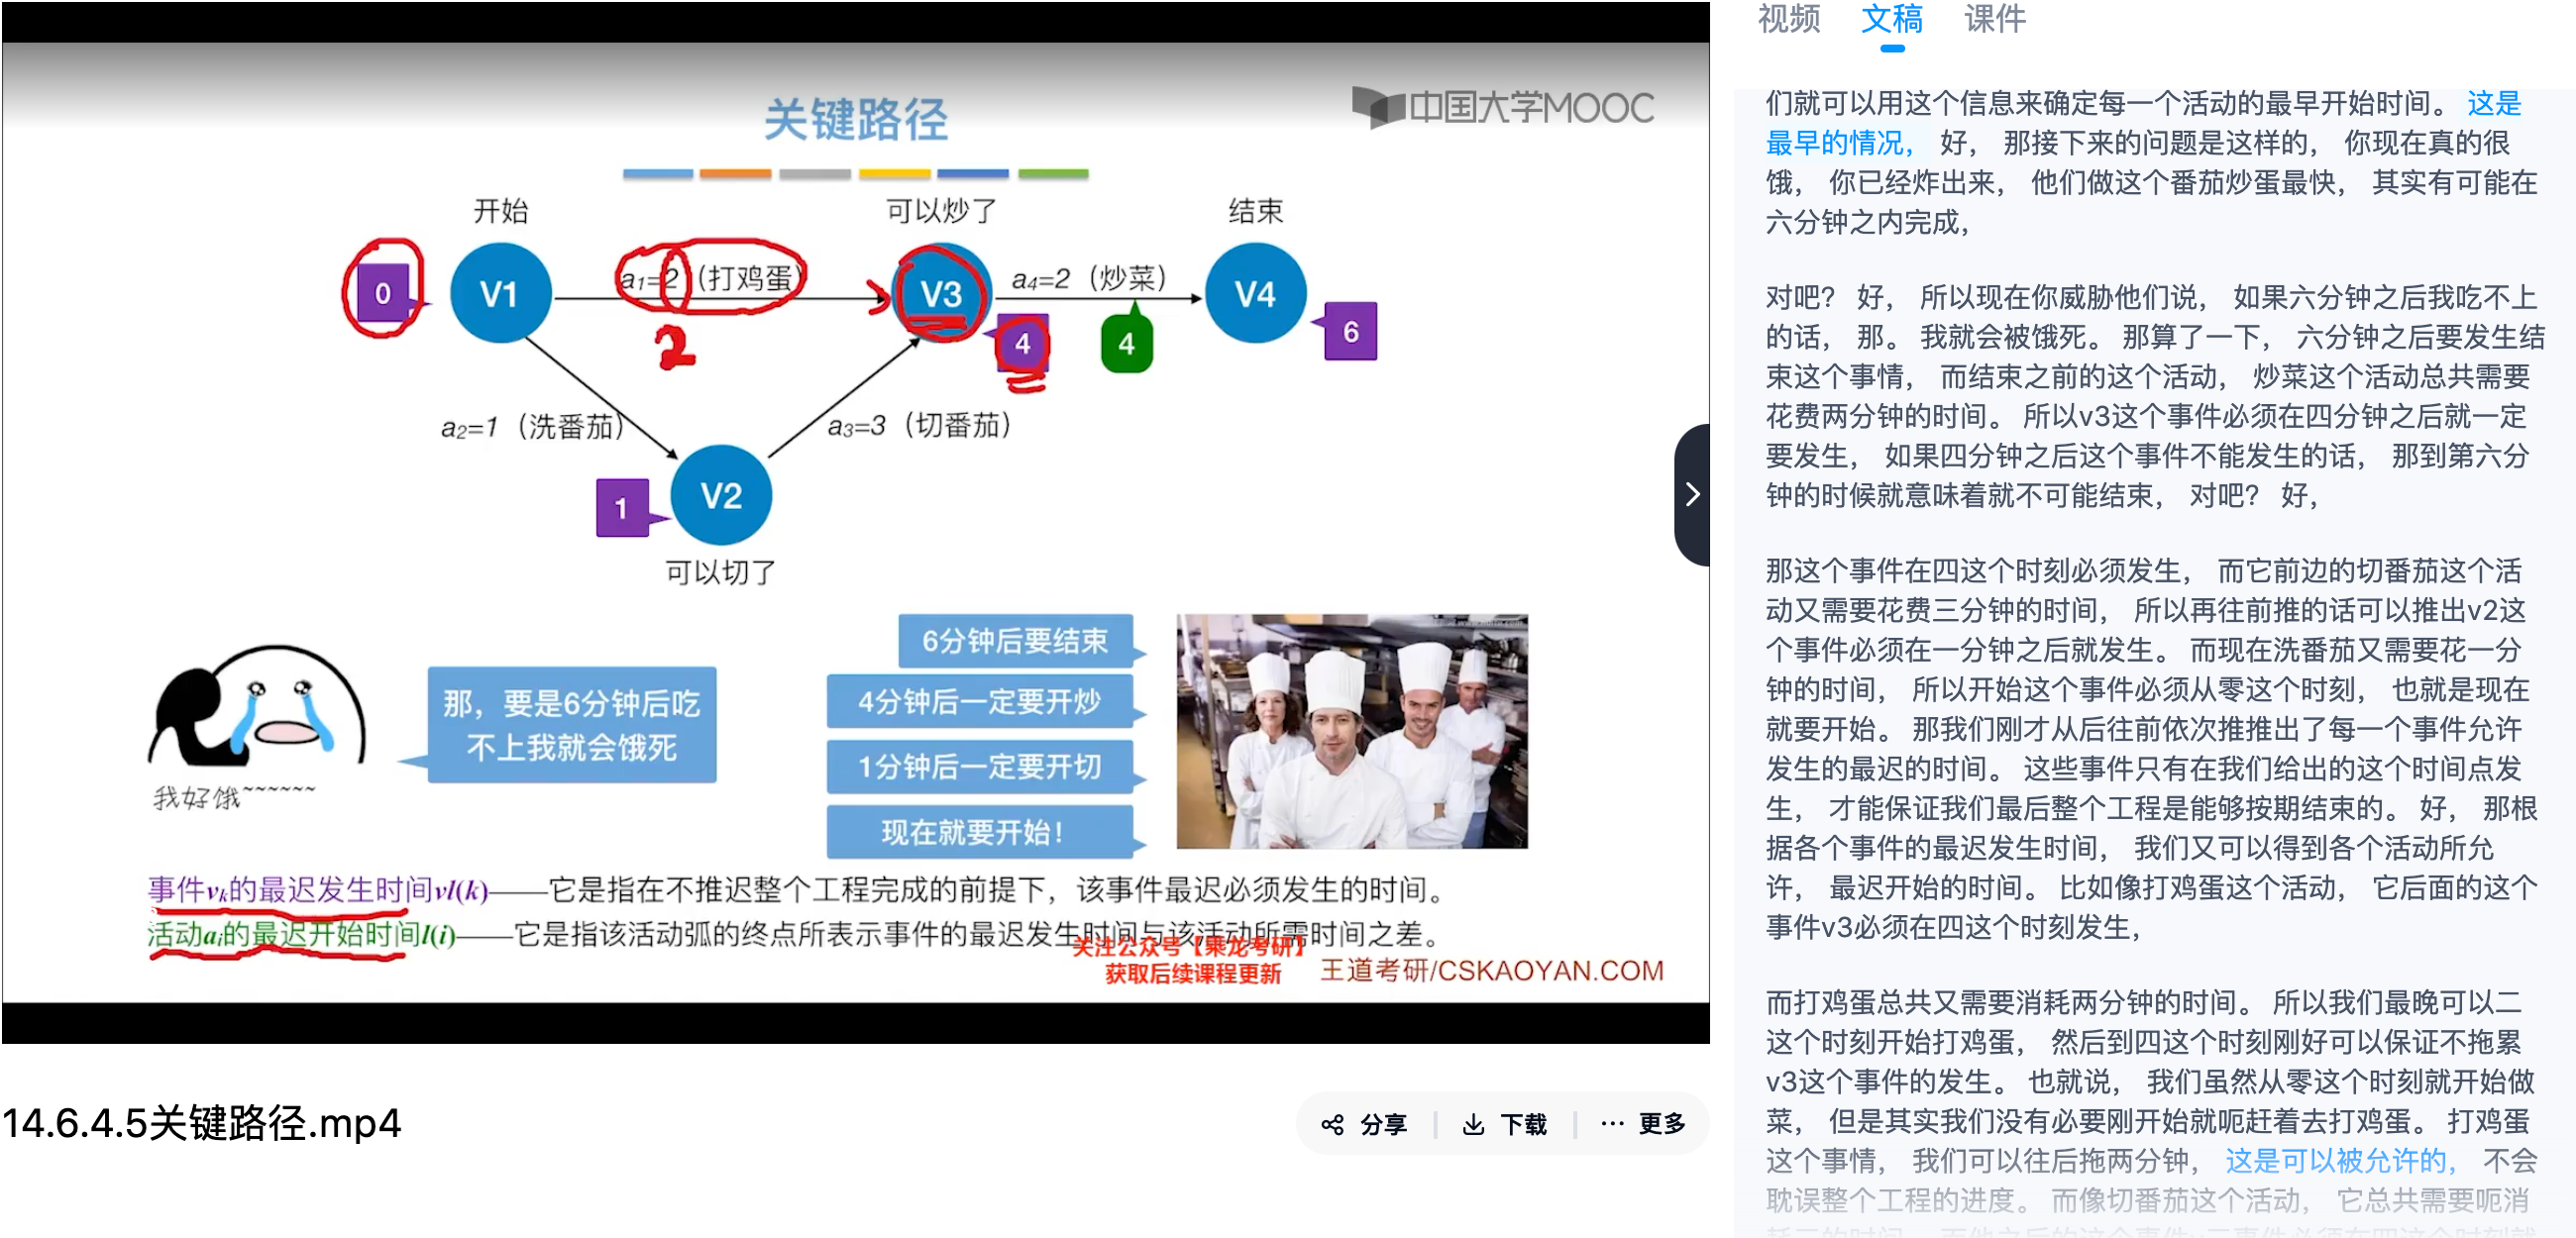 关键路径
中国大学MOOC
开始
可以炒了
结束
0
V1
a₁=2（打鸡蛋）
V3
a₄=2（炒菜）
V4
2
4
4
6
a₂=1（洗番茄）
a₃=3（切番茄）
1
V2
可以切了
我好饿~~~~~~
那，要是6分钟后吃
不上我就会饿死
6分钟后要结束
4分钟后一定要开炒
1分钟后一定要开切
现在就要开始！
事件vₖ的最迟发生时间vl(k)——它是指在不推迟整个工程完成的前提下，该事件最迟必须发生的时间。
活动aᵢ的最迟开始时间l(i)——它是指该活动弧的终点所表示事件的最迟发生时间与该活动所需时间之差。
关注公众号【乘龙考研】
获取后续课程更新
王道考研/CSKAOYAN.COM
14.6.4.5关键路径.mp4
分享
下载
更多
视频 文稿 课件
们就可以用这个信息来确定每一个活动的最早开始时间。 这是
最早的情况， 好， 那接下来的问题是这样的， 你现在真的很
饿， 你已经炸出来， 他们做这个番茄炒蛋最快， 其实有可能在
六分钟之内完成，
对吧？ 好， 所以现在你威胁他们说， 如果六分钟之后我吃不上
的话， 那。 我就会被饿死。 那算了一下， 六分钟之后要发生结
束这个事情， 而结束之前的这个活动， 炒菜这个活动总共需要
花费两分钟的时间。 所以v3这个事件必须在四分钟之后就一定
要发生， 如果四分钟之后这个事件不能发生的话， 那到第六分
钟的时候就意味着就不可能结束， 对吧？ 好，
那这个事件在四这个时刻必须发生， 而它前边的切番茄这个活
动又需要花费三分钟的时间， 所以再往前推的话可以推出v2这
个事件必须在一分钟之后就发生。 而现在洗番茄又需要花一分
钟的时间， 所以开始这个事件必须从零这个时刻， 也就是现在
就要开始。 那我们刚才从后往前依次推推出了每一个事件允许
发生的最迟的时间。 这些事件只有在我们给出的这个时间点发
生， 才能保证我们最后整个工程是能够按期结束的。 好， 那根
据各个事件的最迟发生时间， 我们又可以得到各个活动所允
许， 最迟开始的时间。 比如像打鸡蛋这个活动， 它后面的这个
事件v3必须在四这个时刻发生，
而打鸡蛋总共又需要消耗两分钟的时间。 所以我们最晚可以二
这个时刻开始打鸡蛋， 然后到四这个时刻刚好可以保证不拖累
v3这个事件的发生。 也就说， 我们虽然从零这个时刻就开始做
菜， 但是其实我们没有必要刚开始就呃赶着去打鸡蛋。 打鸡蛋
这个事情， 我们可以往后拖两分钟， 这是可以被允许的， 不会
耽误整个工程的进度。 而像切番茄这个活动， 它总共需要呃消